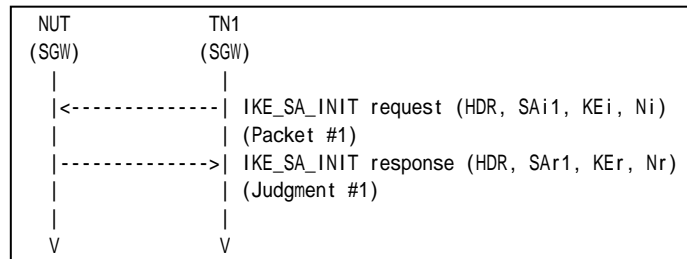 NUT TN1
(SGW) (SGW)
| |
|<--------------| IKE_SA_INIT request (HDR, SAi1, KEi, Ni)
| | (Packet #1)
|-------------->| IKE_SA_INIT response (HDR, SAr1, KEr, Nr)
| | (Judgment #1)
| |
V V